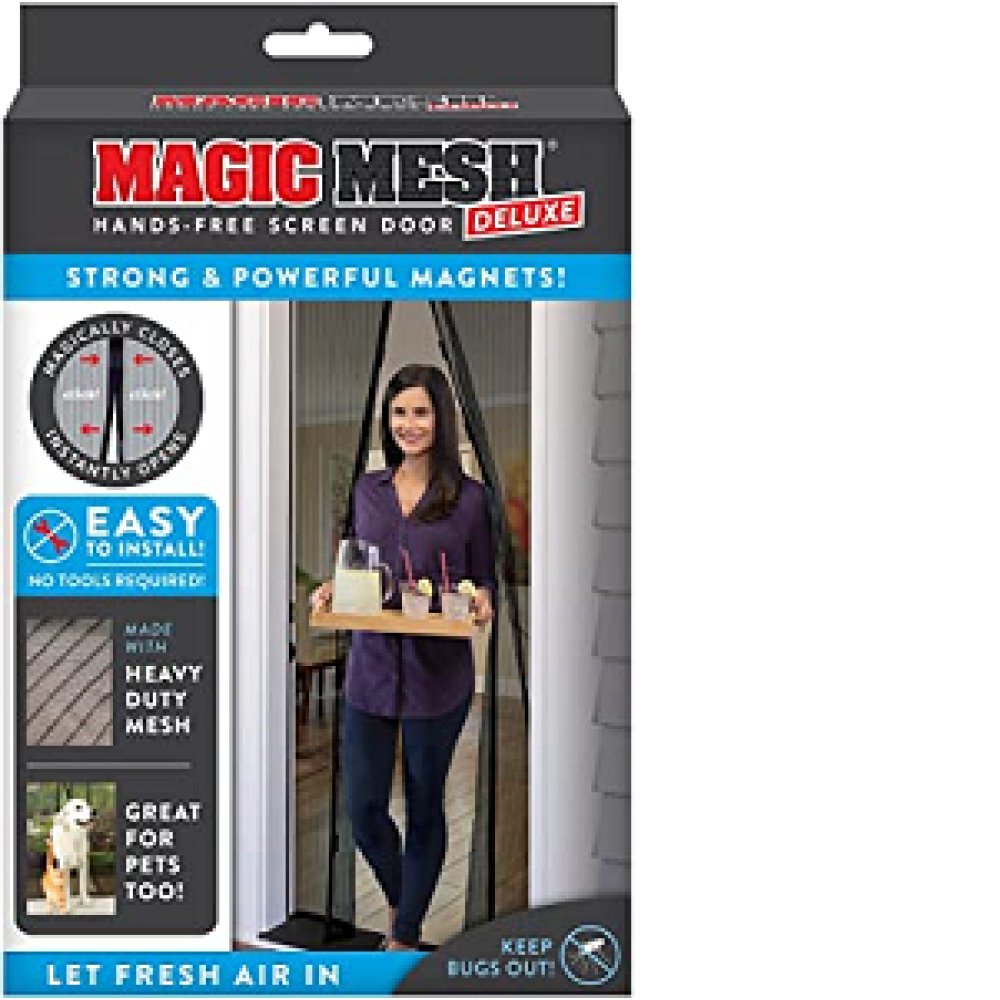 MAGIC MESH®
HANDS-FREE SCREEN DOOR DELUXE
STRONG & POWERFUL MAGNETS!
MAGICALLY CLOSES
click! click!
INSTANTLY OPENS
EASY
TO INSTALL!
NO TOOLS REQUIRED!
MADE
WITH
HEAVY
DUTY
MESH
GREAT
FOR
PETS
TOO!
KEEP
BUGS OUT!
LET FRESH AIR IN